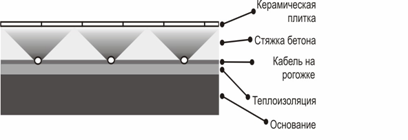 Керамическая
плитка
Стяжка бетона
Кабель на
рогожке
Теплоизоляция
Основание